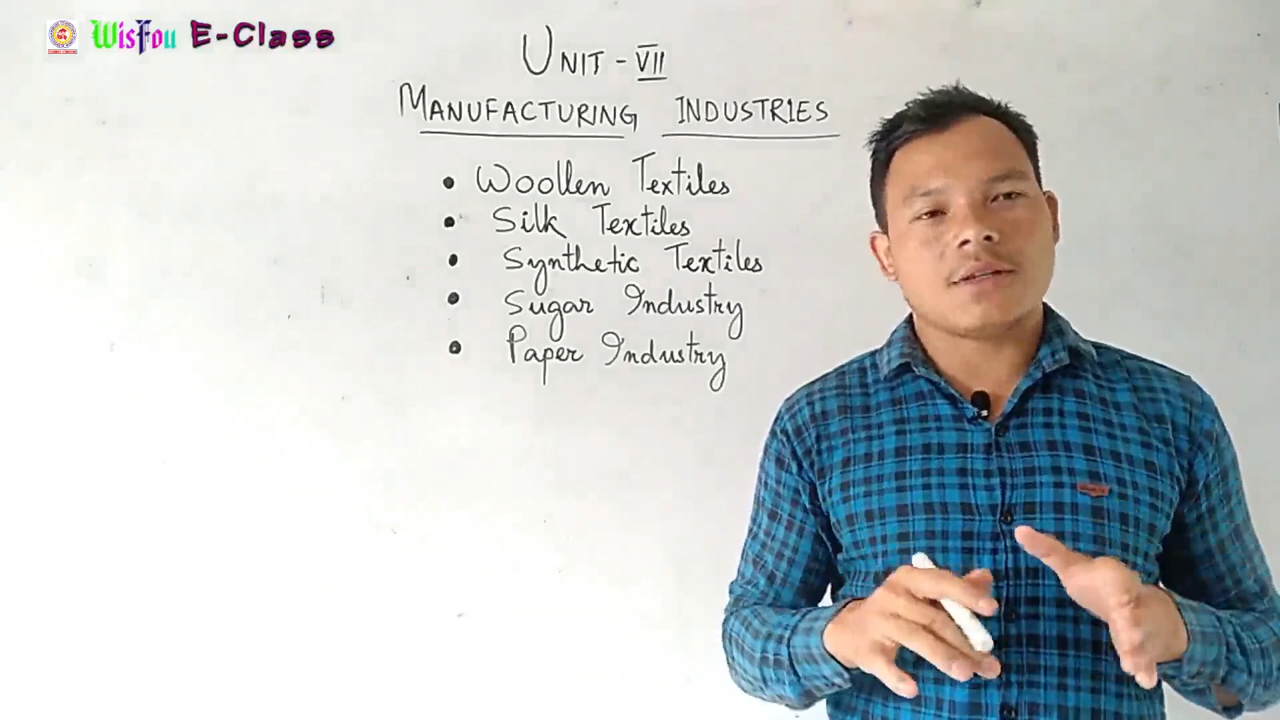 WisFou E-Class
UNIT - VII
MANUFACTURING INDUSTRIES
• Woollen Textiles
• Silk Textiles
• Synthetic Textiles
• Sugar Industry
• Paper Industry